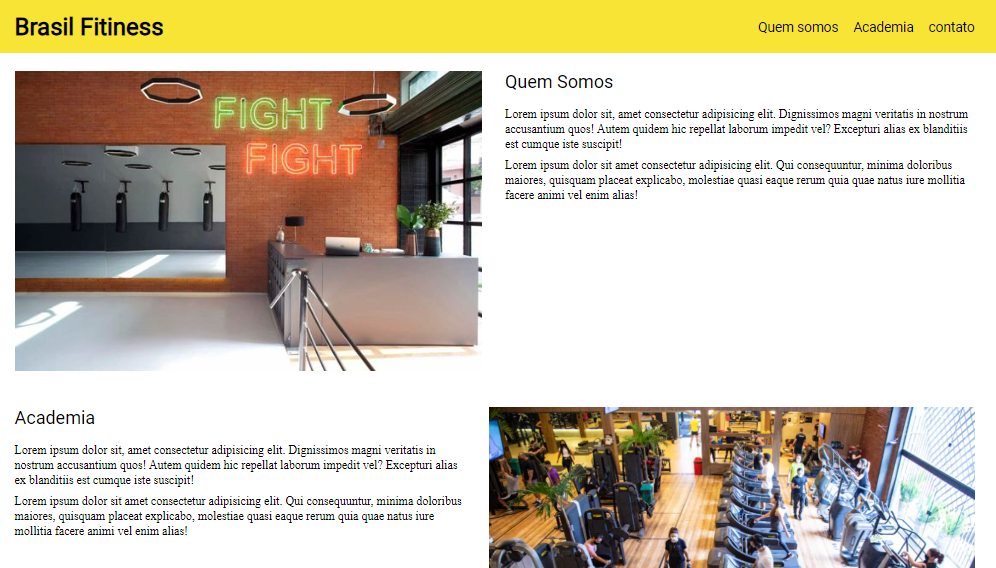 Brasil Fitiness
Quem somos Academia contato
FIGHT
FIGHT
Quem Somos
Lorem ipsum dolor sit, amet consectetur adipisicing elit. Dignissimos magni veritatis in nostrum
accusantium quos! Autem quidem hic repellat laborum impedit vel? Excepturi alias ex blanditiis
est cumque iste suscipit!
Lorem ipsum dolor sit amet consectetur adipisicing elit. Qui consequuntur, minima doloribus
maiores, quisquam placeat explicabo, molestiae quasi eaque rerum quia quae natus iure mollitia
facere animi vel enim alias!
Academia
Lorem ipsum dolor sit, amet consectetur adipisicing elit. Dignissimos magni veritatis in
nostrum accusantium quos! Autem quidem hic repellat laborum impedit vel? Excepturi alias
ex blanditiis est cumque iste suscipit!
Lorem ipsum dolor sit amet consectetur adipisicing elit. Qui consequuntur, minima doloribus
maiores, quisquam placeat explicabo, molestiae quasi eaque rerum quia quae natus iure
mollitia facere animi vel enim alias!